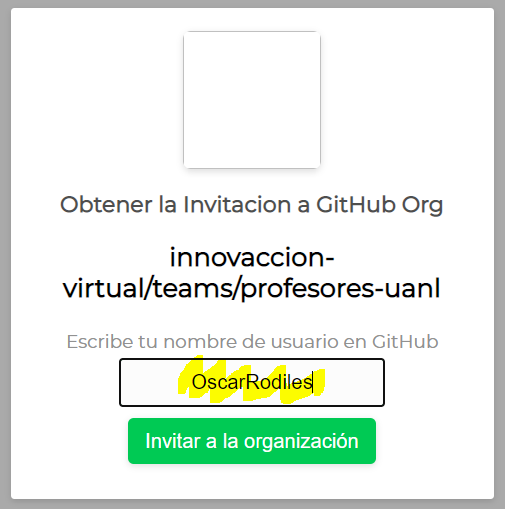 Obtener la Invitacion a GitHub Org
innovaccion-
virtual/teams/profesores-uanl
Escribe tu nombre de usuario en GitHub
OscarRodiles
Invitar a la organización